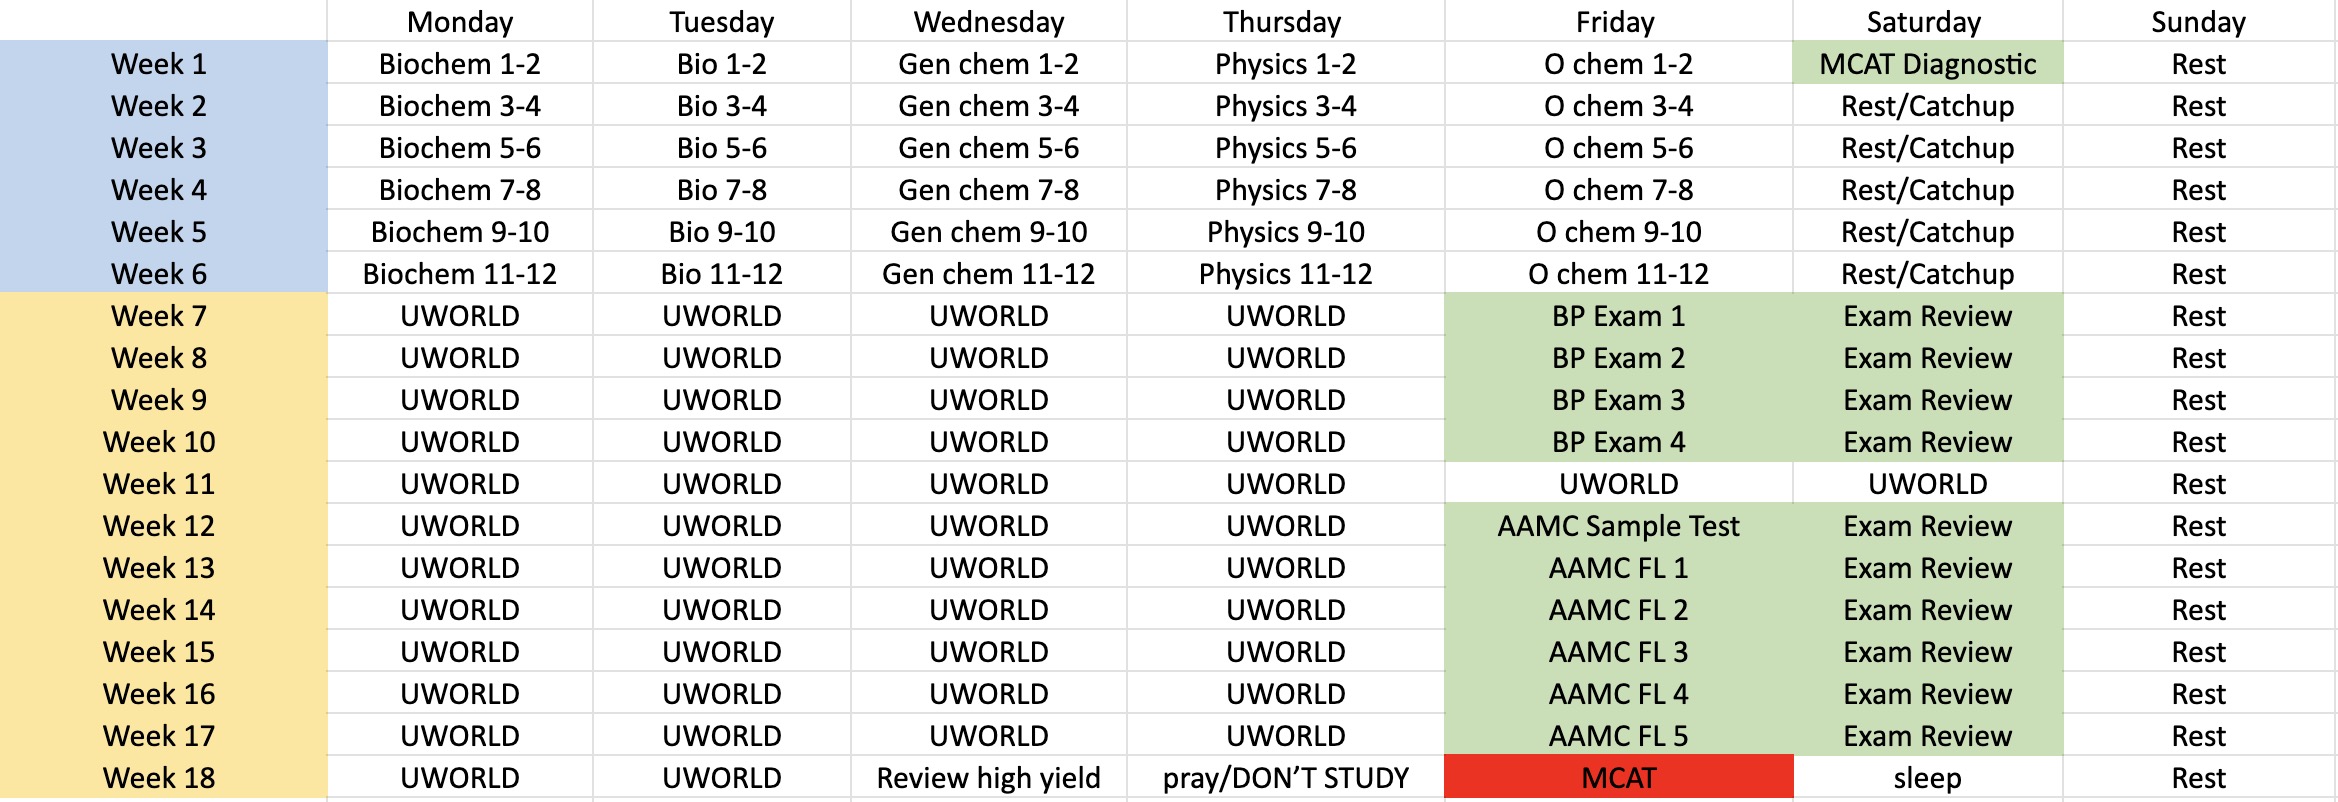 Monday Tuesday Wednesday Thursday Friday Saturday Sunday
Week 1 Biochem 1-2 Bio 1-2 Gen chem 1-2 Physics 1-2 O chem 1-2 MCAT Diagnostic Rest
Week 2 Biochem 3-4 Bio 3-4 Gen chem 3-4 Physics 3-4 O chem 3-4 Rest/Catchup Rest
Week 3 Biochem 5-6 Bio 5-6 Gen chem 5-6 Physics 5-6 O chem 5-6 Rest/Catchup Rest
Week 4 Biochem 7-8 Bio 7-8 Gen chem 7-8 Physics 7-8 O chem 7-8 Rest/Catchup Rest
Week 5 Biochem 9-10 Bio 9-10 Gen chem 9-10 Physics 9-10 O chem 9-10 Rest/Catchup Rest
Week 6 Biochem 11-12 Bio 11-12 Gen chem 11-12 Physics 11-12 O chem 11-12 Rest/Catchup Rest
Week 7 UWORLD UWORLD UWORLD UWORLD BP Exam 1 Exam Review Rest
Week 8 UWORLD UWORLD UWORLD UWORLD BP Exam 2 Exam Review Rest
Week 9 UWORLD UWORLD UWORLD UWORLD BP Exam 3 Exam Review Rest
Week 10 UWORLD UWORLD UWORLD UWORLD BP Exam 4 Exam Review Rest
Week 11 UWORLD UWORLD UWORLD UWORLD UWORLD UWORLD Rest
Week 12 UWORLD UWORLD UWORLD UWORLD AAMC Sample Test Exam Review Rest
Week 13 UWORLD UWORLD UWORLD UWORLD AAMC FL 1 Exam Review Rest
Week 14 UWORLD UWORLD UWORLD UWORLD AAMC FL 2 Exam Review Rest
Week 15 UWORLD UWORLD UWORLD UWORLD AAMC FL 3 Exam Review Rest
Week 16 UWORLD UWORLD UWORLD UWORLD AAMC FL 4 Exam Review Rest
Week 17 UWORLD UWORLD UWORLD UWORLD AAMC FL 5 Exam Review Rest
Week 18 UWORLD UWORLD Review high yield pray/DON'T STUDY MCAT sleep Rest